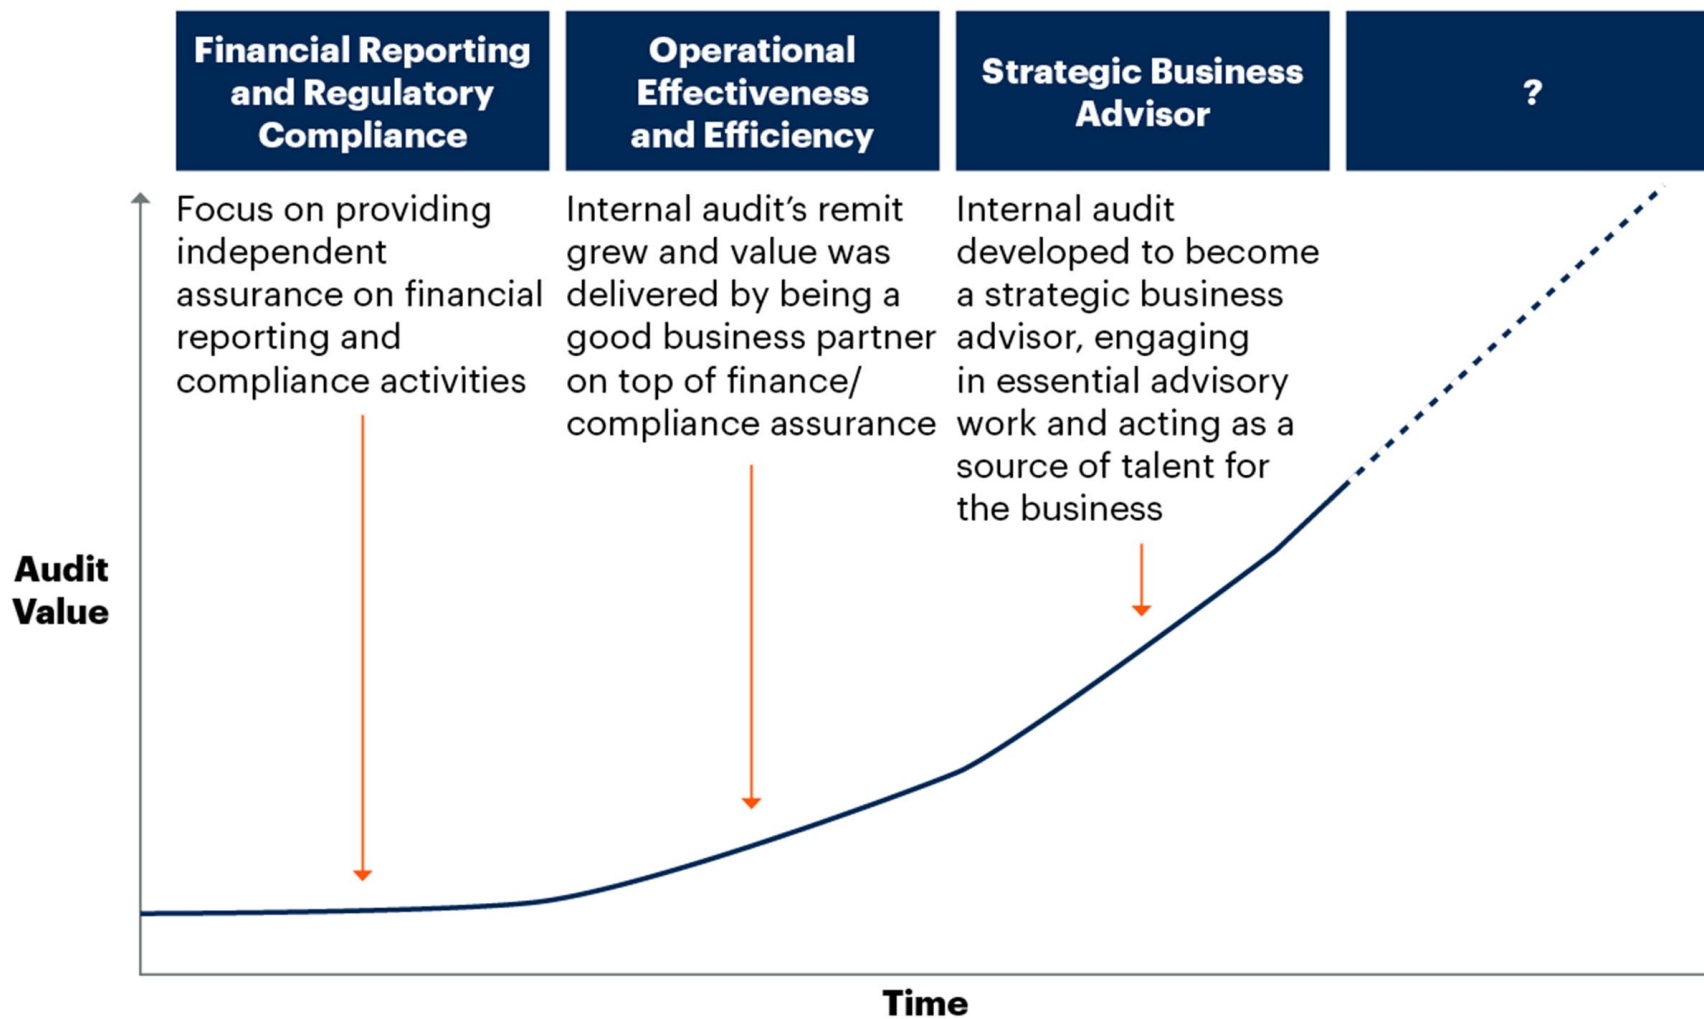 Financial Reporting
and Regulatory
Compliance
Operational
Effectiveness
and Efficiency
Strategic Business
Advisor
?
Focus on providing
independent
assurance on financial
reporting and
compliance activities
Internal audit’s remit
grew and value was
delivered by being a
good business partner
on top of finance/
compliance assurance
Internal audit
developed to become
a strategic business
advisor, engaging
in essential advisory
work and acting as a
source of talent for
the business
Audit
Value
Time